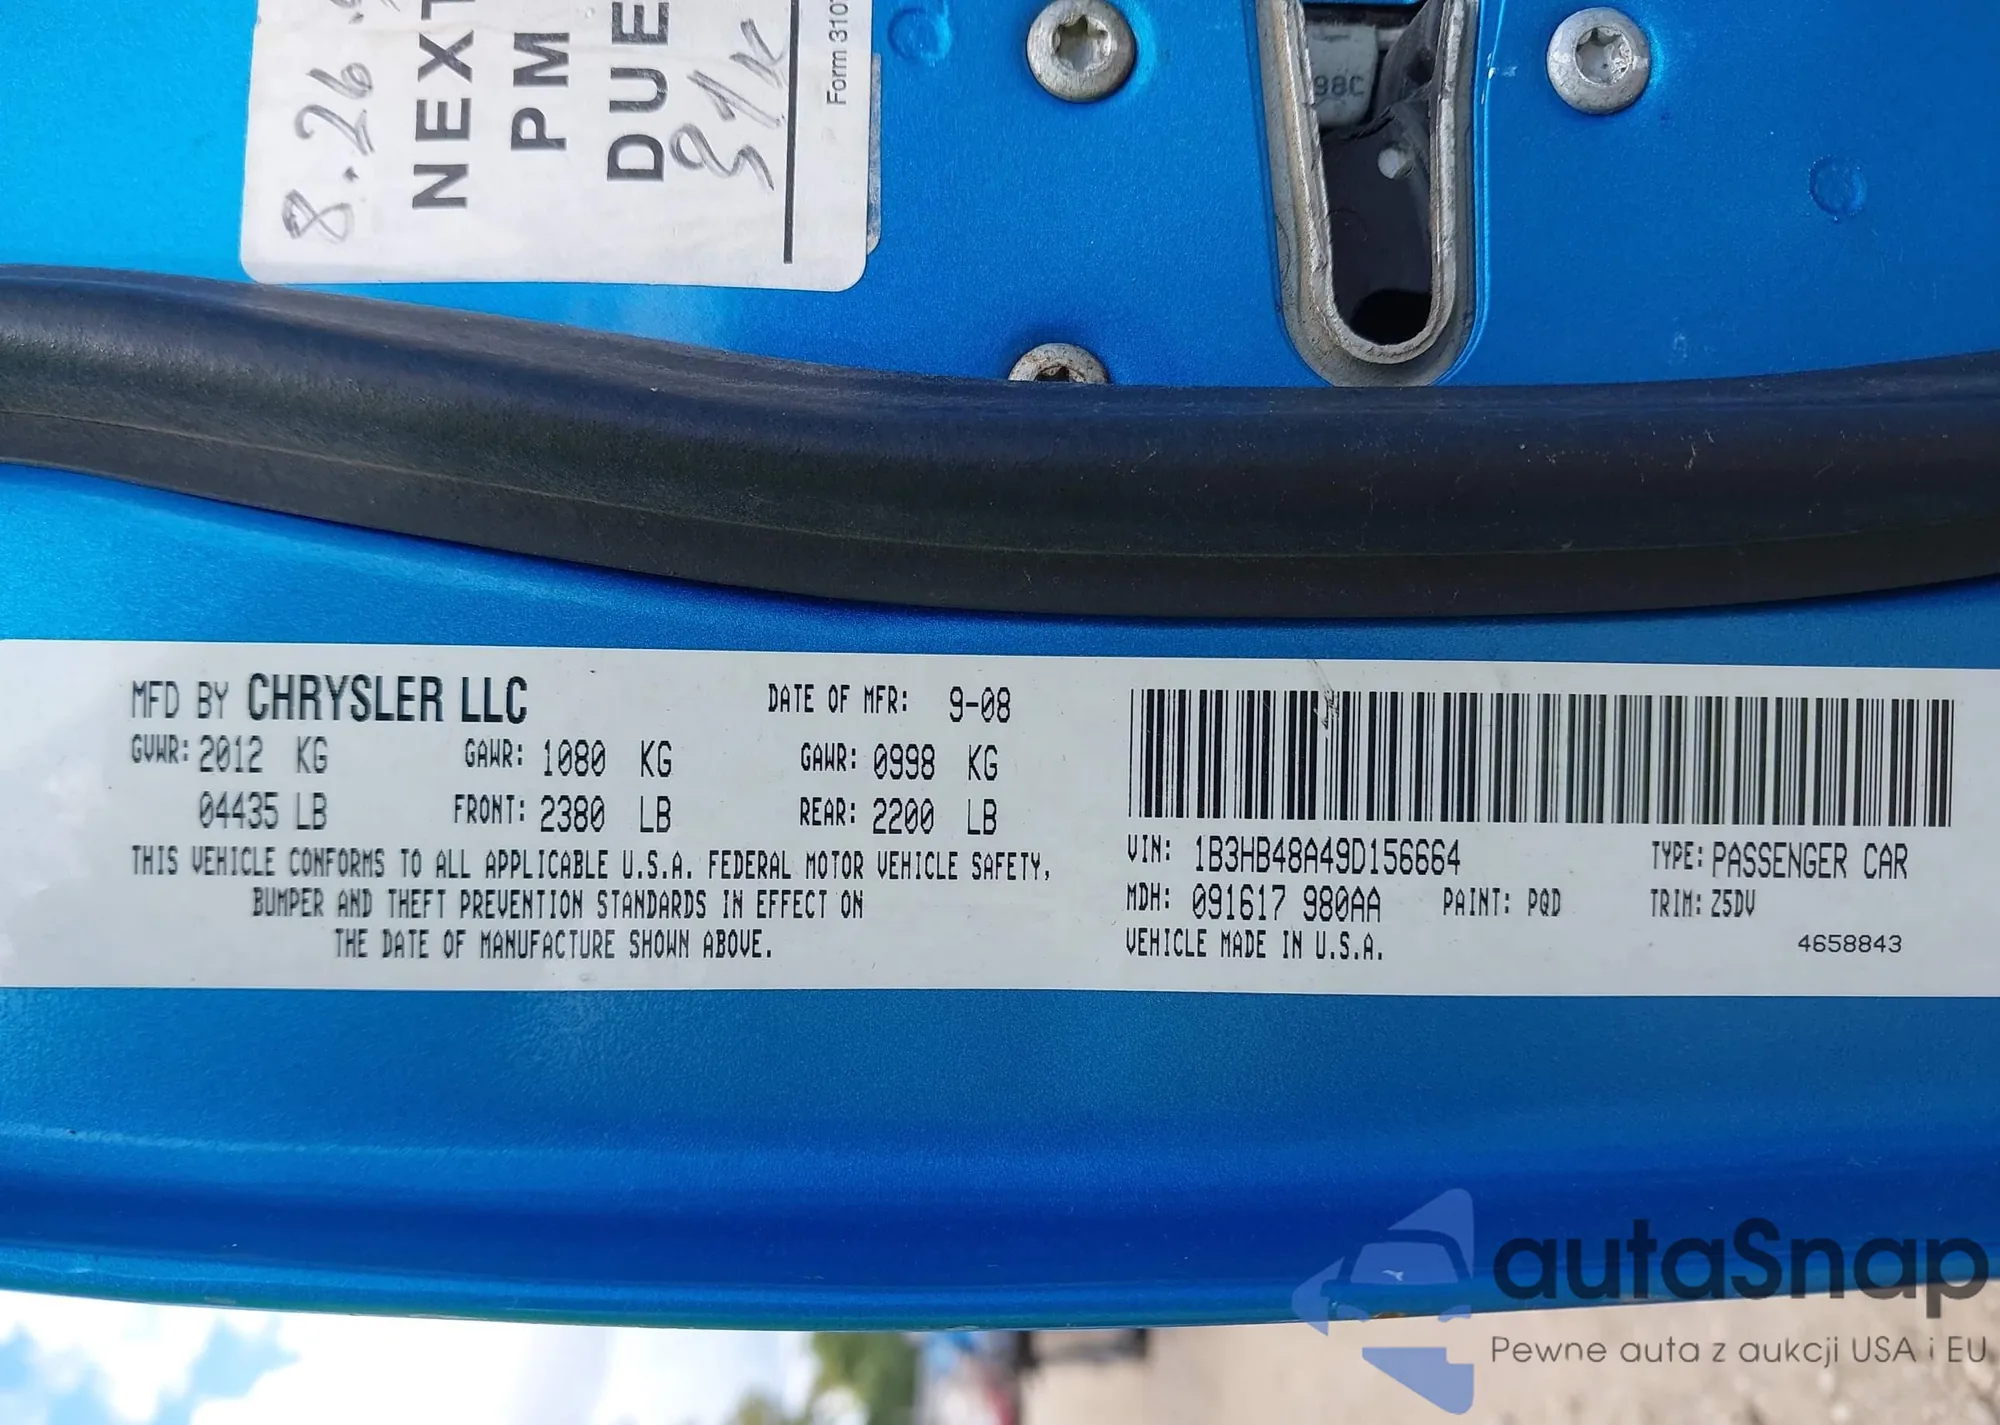 8.26
NEXT
PM
DUE
91K
Form 310
98C
MFD BY CHRYSLER LLC DATE OF MFR: 9-08
GVWR: 2012 KG GAWR: 1080 KG GAWR: 0998 KG
04435 LB FRONT: 2380 LB REAR: 2200 LB
THIS VEHICLE CONFORMS TO ALL APPLICABLE U.S.A. FEDERAL MOTOR VEHICLE SAFETY,
BUMPER AND THEFT PREVENTION STANDARDS IN EFFECT ON
THE DATE OF MANUFACTURE SHOWN ABOVE.
VIN: 1B3HB48A49D156664 TYPE: PASSENGER CAR
MDH: 091617 980AA PAINT: PQD TRIM: Z5DV
VEHICLE MADE IN U.S.A. 4658843
autaSnap
Pewne auta z aukcji USA i EU